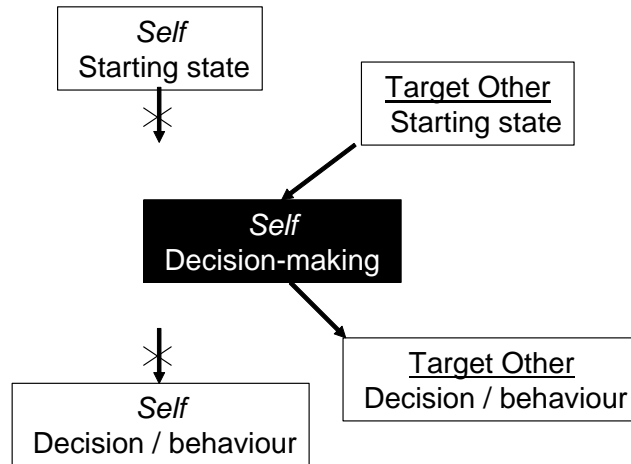 Self
Starting state
Target Other
Starting state
Self
Decision-making
Target Other
Decision / behaviour
Self
Decision / behaviour